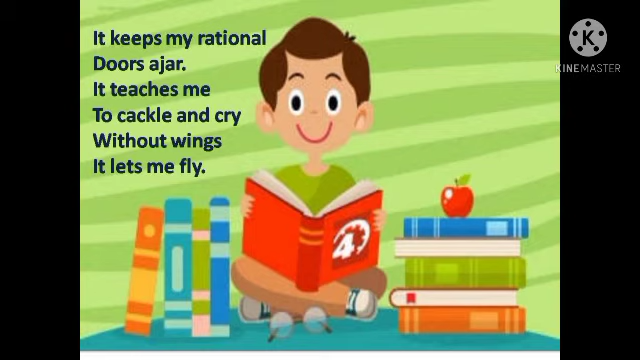 It keeps my rational
Doors ajar.
It teaches me
To cackle and cry
Without wings
It lets me fly.
K
KINEMASTER
4